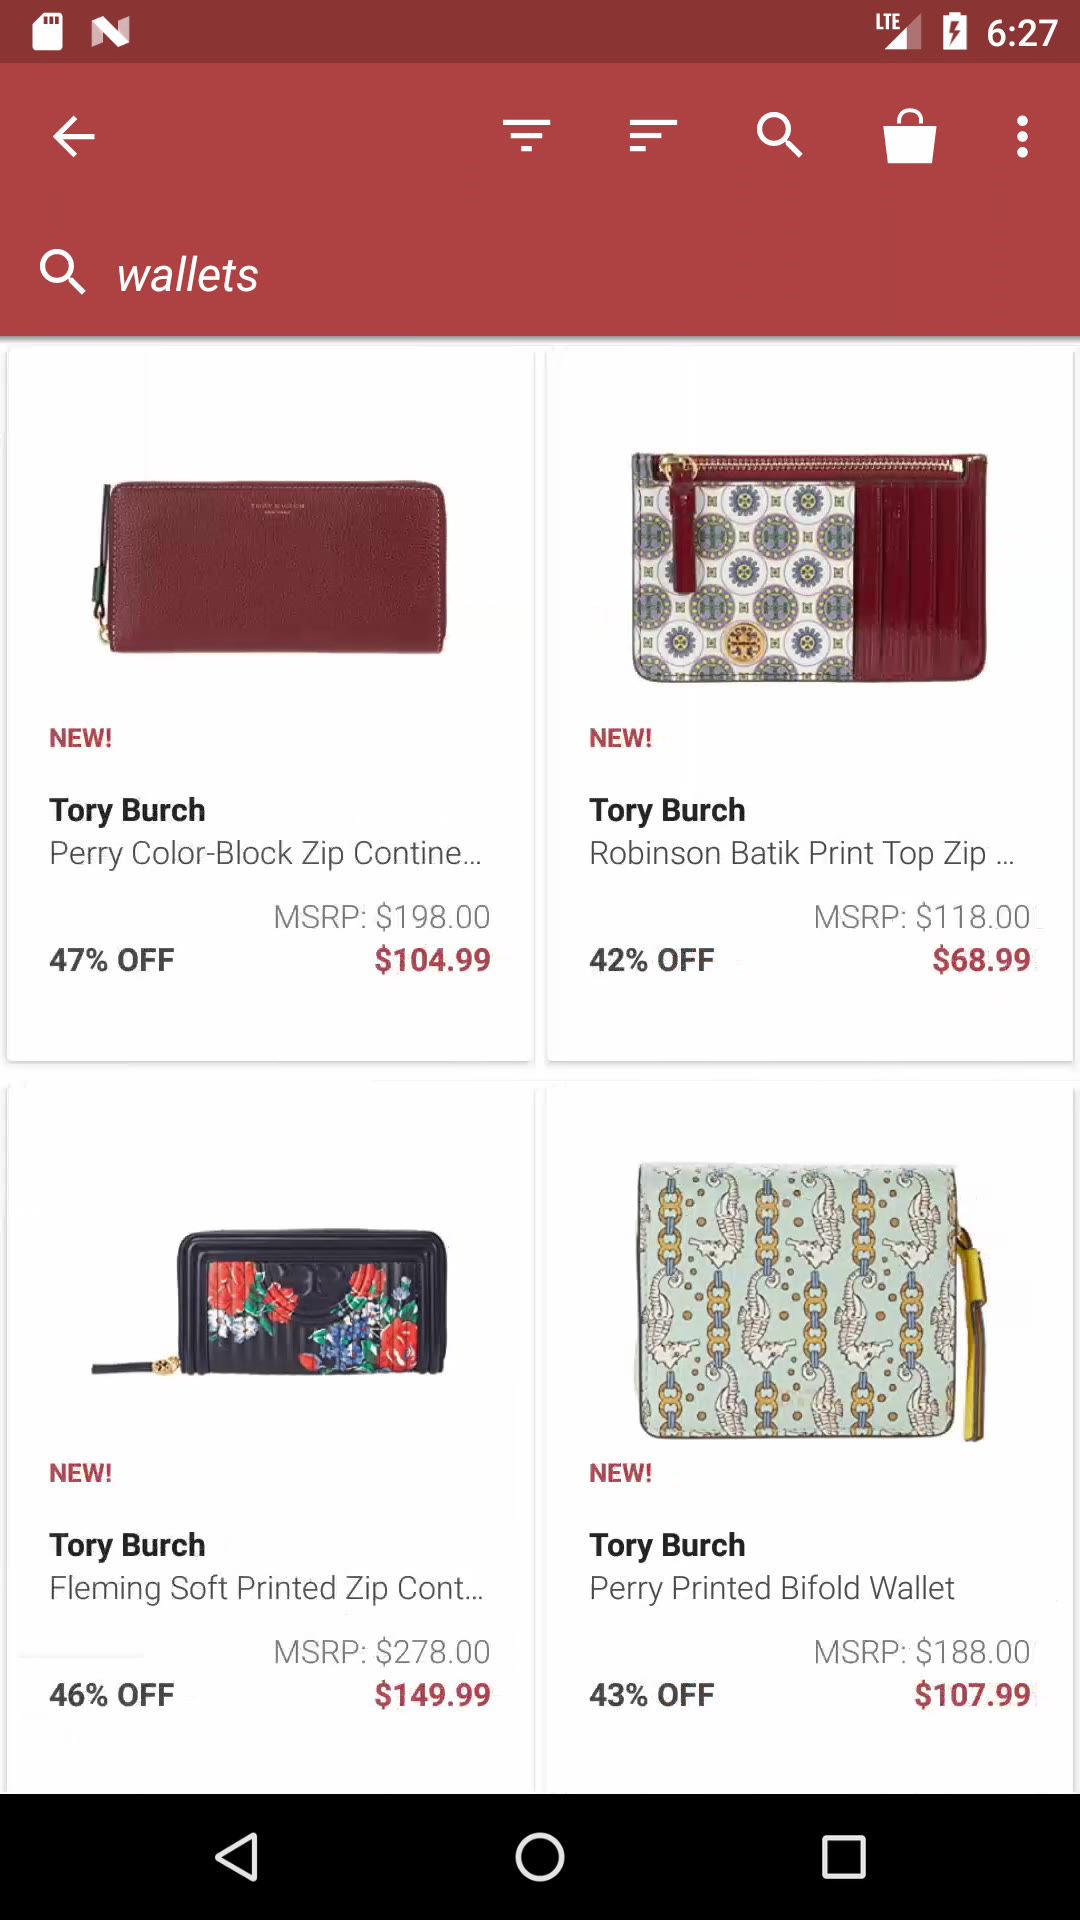 LTE 6:27
wallets
TORY BURCH
NEW!
Tory Burch
Perry Color-Block Zip Contine...
MSRP: $198.00
47% OFF $104.99
NEW!
Tory Burch
Robinson Batik Print Top Zip ...
MSRP: $118.00
42% OFF $68.99
NEW!
Tory Burch
Fleming Soft Printed Zip Cont...
MSRP: $278.00
46% OFF $149.99
NEW!
Tory Burch
Perry Printed Bifold Wallet
MSRP: $188.00
43% OFF $107.99